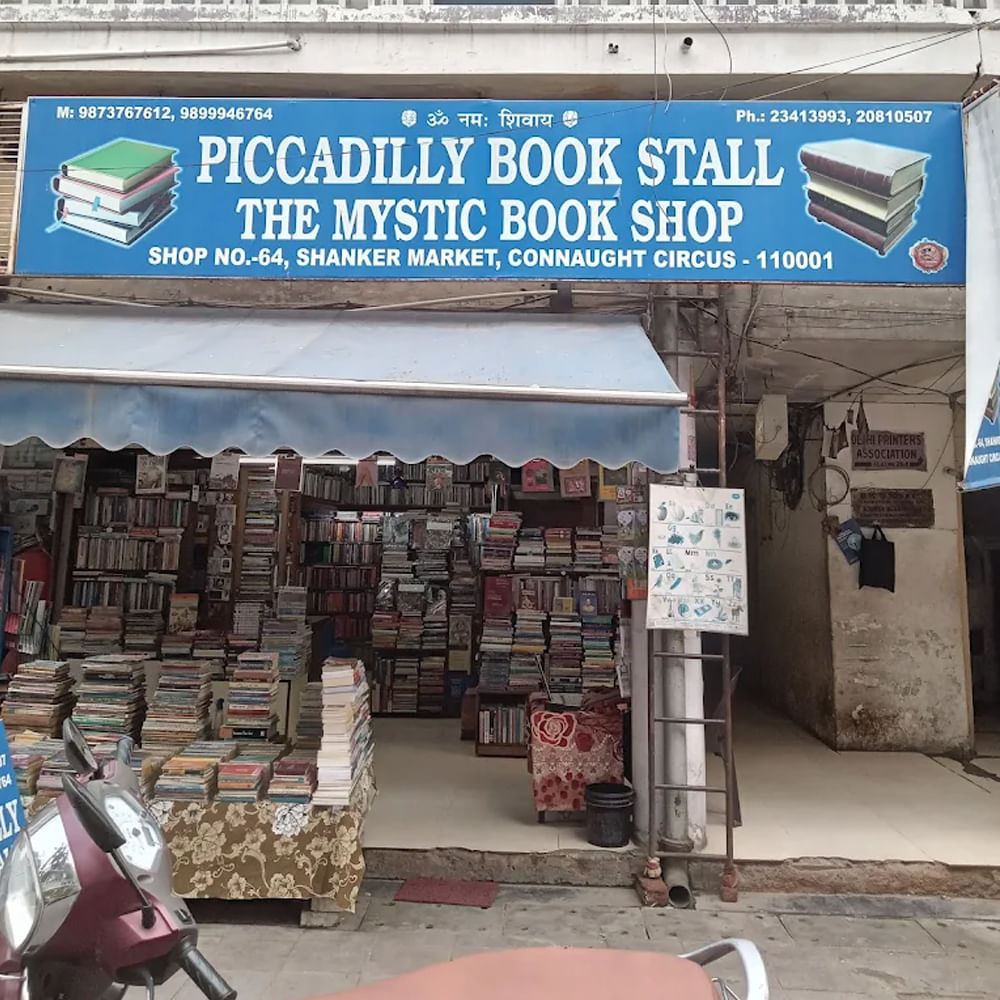 M: 9873767612, 9899946764
ॐ नमः शिवाय
Ph.: 23413993, 20810507
PICCADILLY BOOK STALL
THE MYSTIC BOOK SHOP
SHOP NO.-64, SHANKER MARKET, CONNAUGHT CIRCUS - 110001
DELHI PRINTERS
ASSOCIATION